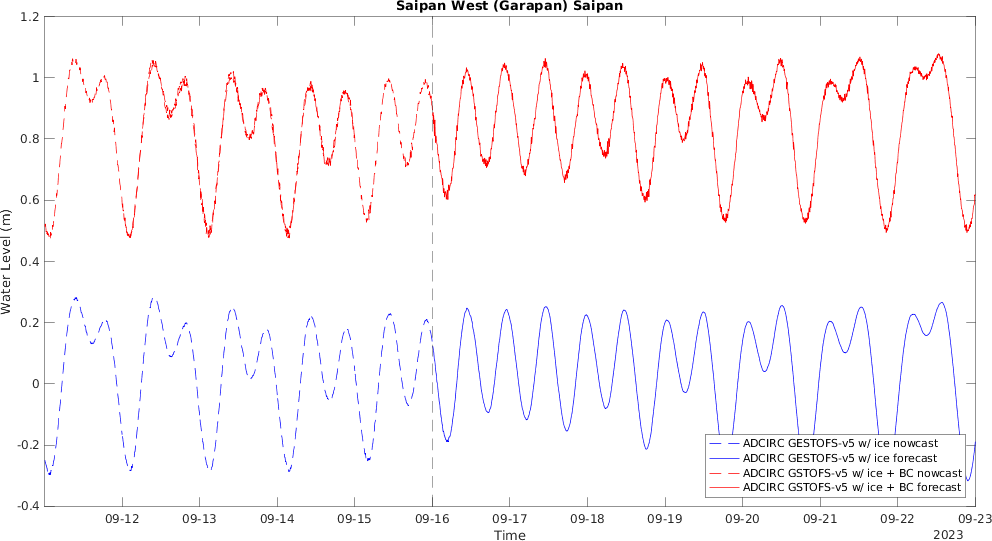 Saipan West (Garapan) Saipan
1.2
1
0.8
0.6
0.4
0.2
0
-0.2
-0.4
Water Level (m)
ADCIRC GESTOFS-v5 w/ ice nowcast
ADCIRC GESTOFS-v5 w/ ice forecast
ADCIRC GSTOFS-v5 w/ ice + BC nowcast
ADCIRC GSTOFS-v5 w/ ice + BC forecast
09-12 09-13 09-14 09-15 09-16 09-17 09-18 09-19 09-20 09-21 09-22 09-23
Time
2023